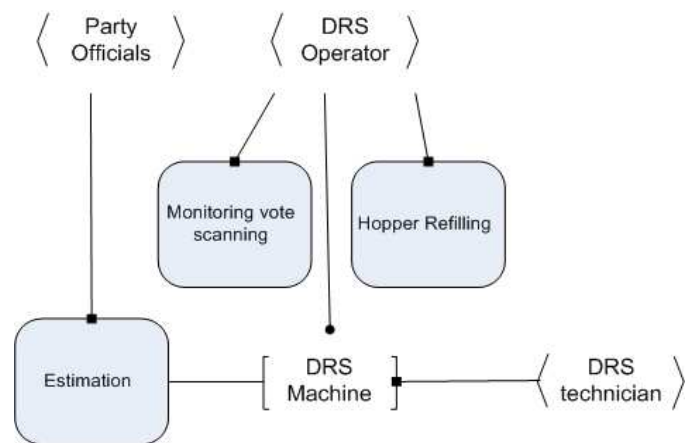 Party
Officials
DRS
Operator
Monitoring vote
scanning
Hopper Refilling
Estimation
DRS
Machine
DRS
technician